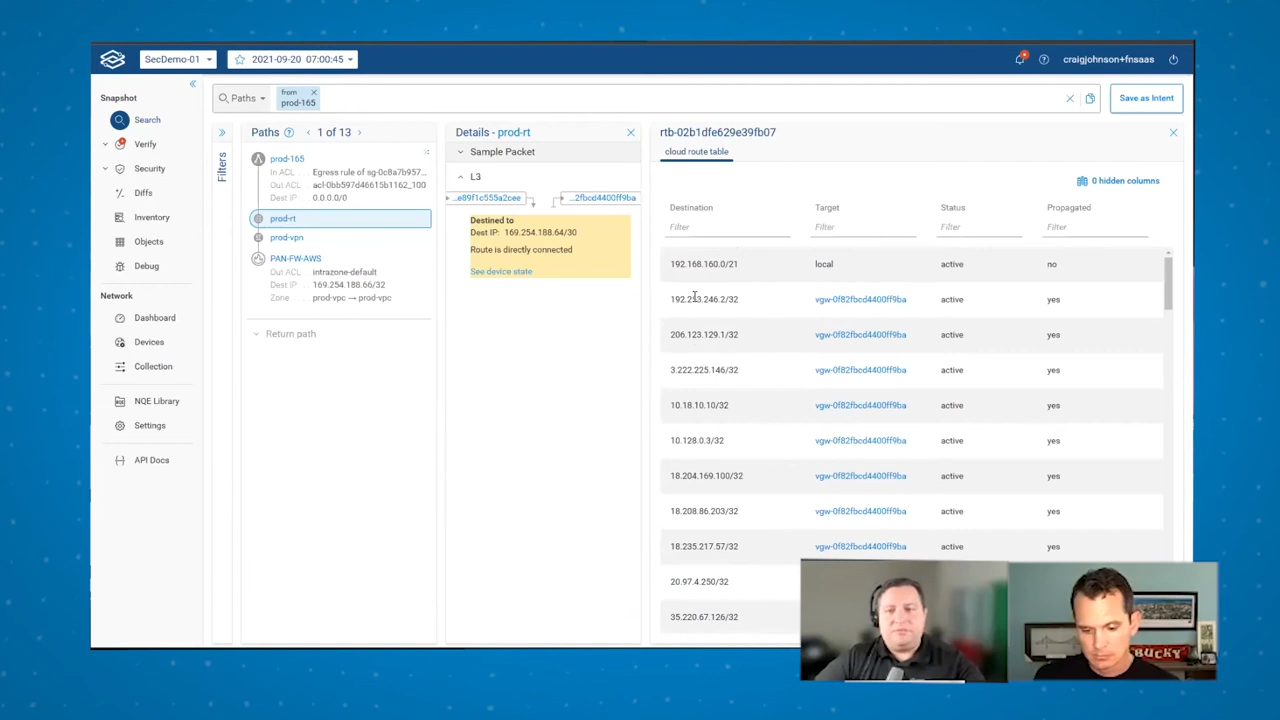 SecDemo-01
2021-09-20 07:00:45
craigjohnson+fnsaas
Snapshot
Search
Verify
Security
Diffs
Inventory
Objects
Debug
Network
Dashboard
Devices
Collection
NQE Library
Settings
API Docs
Paths
from
prod-165
Save as Intent
Filters
Paths
1 of 13
prod-165
In ACL Egress rule of sg-0c8a7b957...
Out ACL acl-0bb597d46615b1162_100
Dest IP 0.0.0.0/0
prod-rt
prod-vpn
PAN-FW-AWS
Out ACL intrazone-default
Dest IP 169.254.188.66/32
Zone prod-vpc → prod-vpc
Return path
Details - prod-rt
Sample Packet
L3
...e89f1c555a2cee
...2fbcd4400ff9ba
Destined to
Dest IP: 169.254.188.64/30
Route is directly connected
See device state
rtb-02b1dfe629e39fb07
cloud route table
0 hidden columns
Destination Target Status Propagated
Filter Filter Filter Filter
192.168.160.0/21 local active no
192.253.246.2/32 vgw-0f82fbcd4400ff9ba active yes
206.123.129.1/32 vgw-0f82fbcd4400ff9ba active yes
3.222.225.146/32 vgw-0f82fbcd4400ff9ba active yes
10.18.10.10/32 vgw-0f82fbcd4400ff9ba active yes
10.128.0.3/32 vgw-0f82fbcd4400ff9ba active yes
18.204.169.100/32 vgw-0f82fbcd4400ff9ba active yes
18.208.86.203/32 vgw-0f82fbcd4400ff9ba active yes
18.235.217.57/32 vgw-0f82fbcd4400ff9ba active yes
20.97.4.250/32
35.220.67.126/32
BUCKY